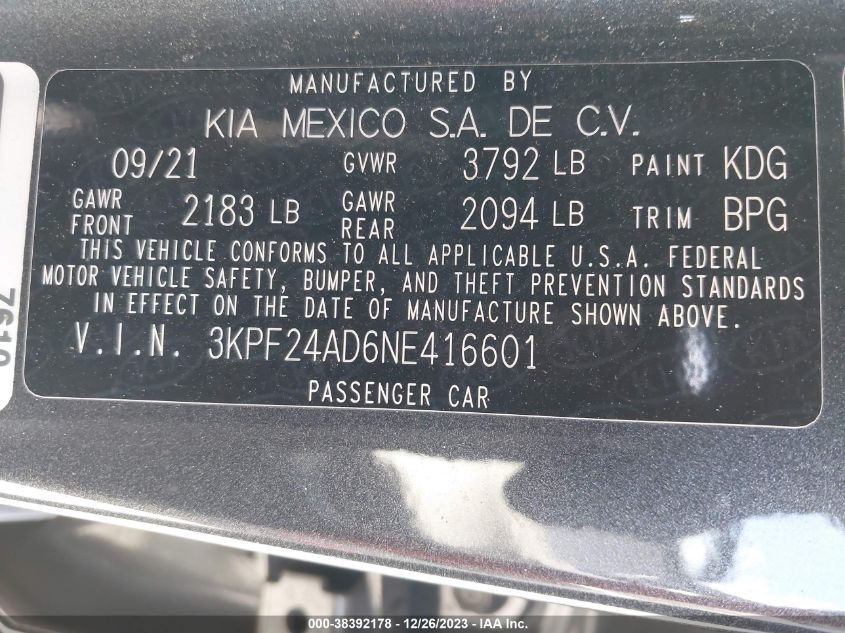 MANUFACTURED BY
KIA MEXICO S.A. DE C.V.
09/21 GVWR 3792 LB PAINT KDG
GAWR FRONT 2183 LB GAWR REAR 2094 LB TRIM BPG
THIS VEHICLE CONFORMS TO ALL APPLICABLE U.S.A. FEDERAL
MOTOR VEHICLE SAFETY, BUMPER, AND THEFT PREVENTION STANDARDS
IN EFFECT ON THE DATE OF MANUFACTURE SHOWN ABOVE.
V.I.N. 3KPF24AD6NE416601
PASSENGER CAR
000-38392178 - 12/26/2023 - IAA Inc.